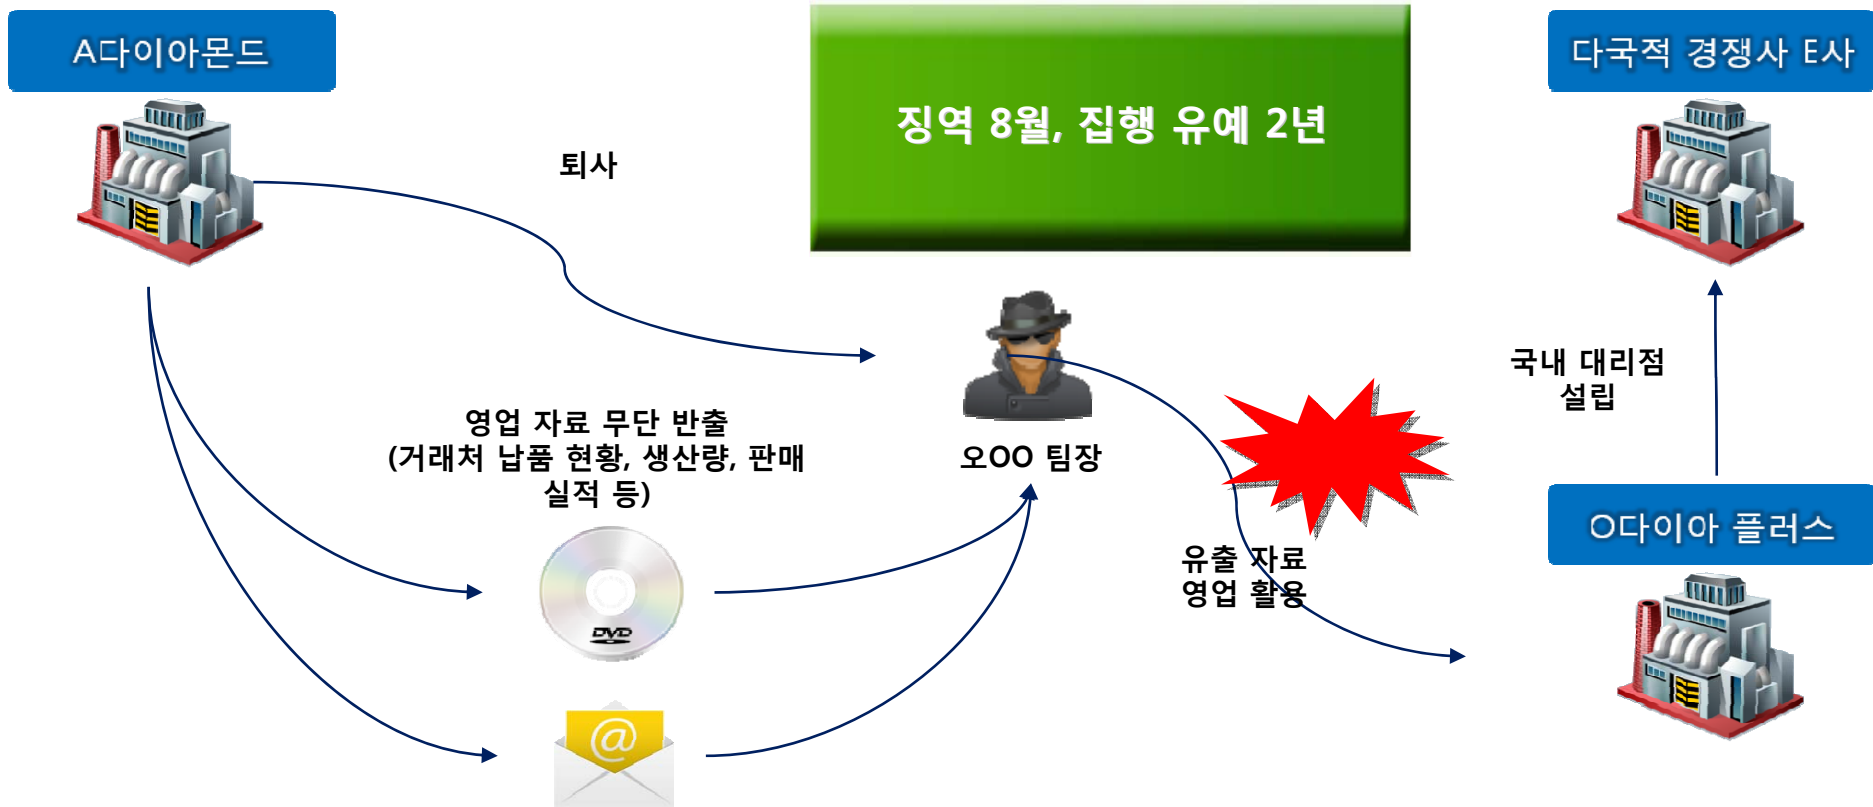 A다이아몬드
징역 8월, 집행 유예 2년
다국적 경쟁사 E사
퇴사
국내 대리점
설립
영업 자료 무단 반출
(거래처 납품 현황, 생산량, 판매
실적 등)
오OO 팀장
O다이아 플러스
유출 자료
영업 활용
DVD
@